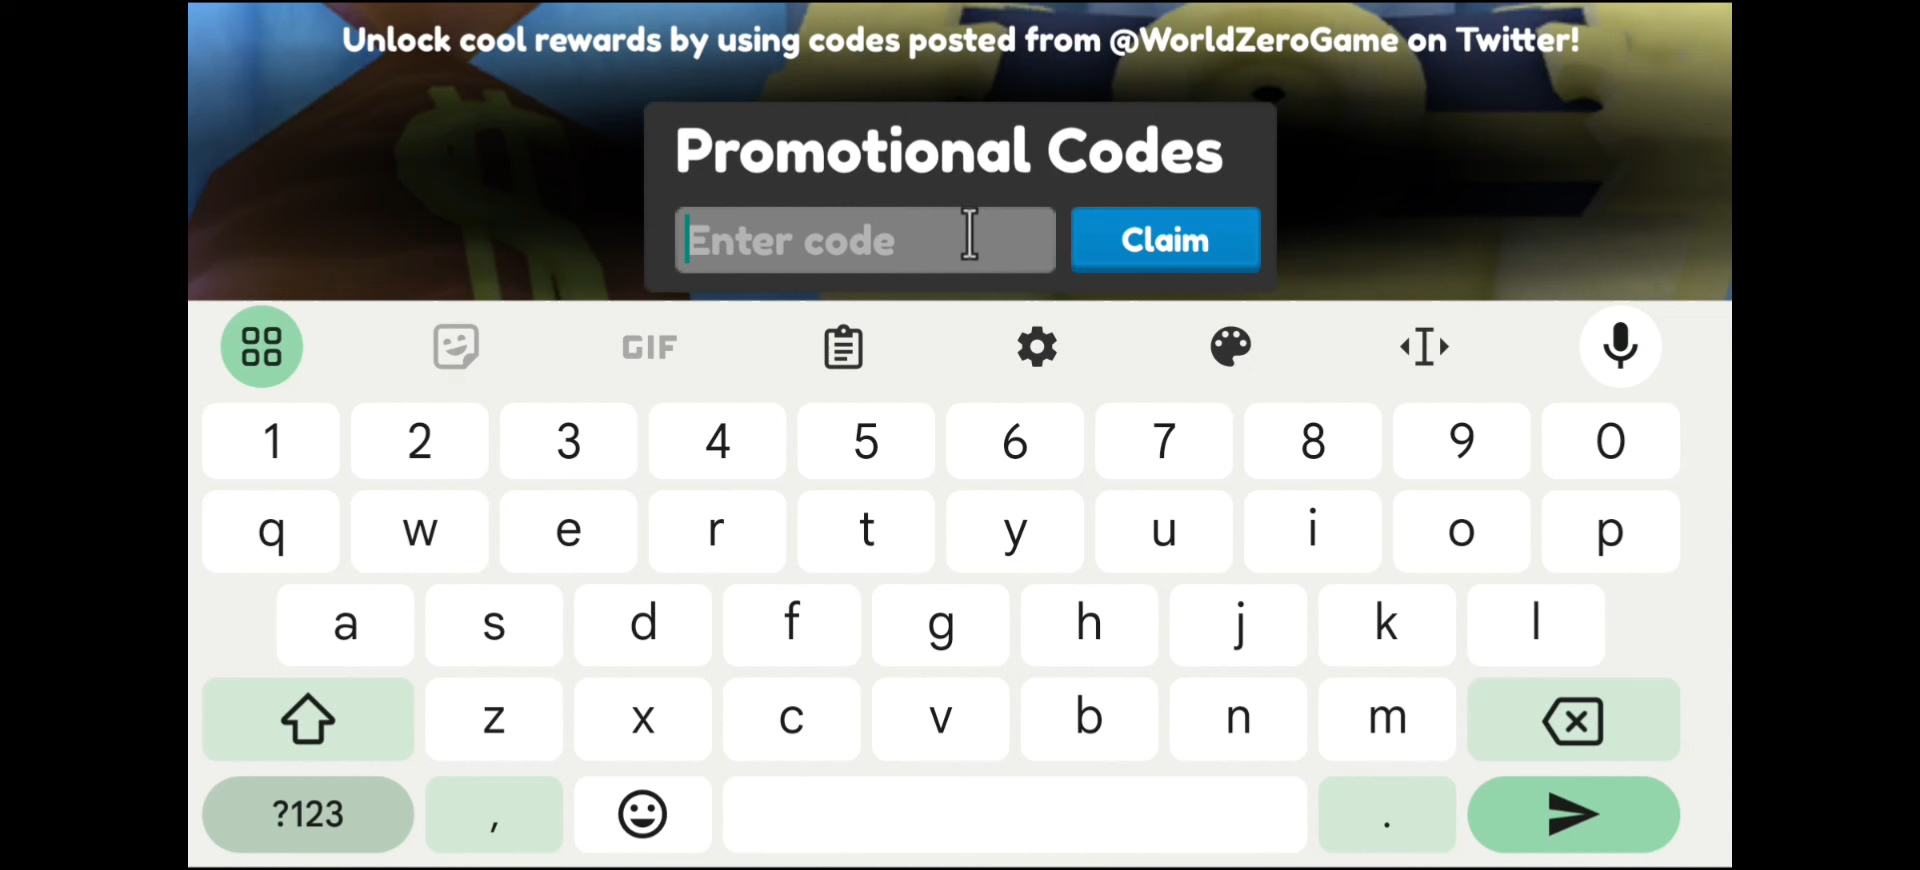 Unlock cool rewards by using codes posted from @WorldZeroGame on Twitter!
Promotional Codes
Enter code
Claim
GIF
1 2 3 4 5 6 7 8 9 0
q w e r t y u i o p
a s d f g h j k l
z x c v b n m
?123 , .